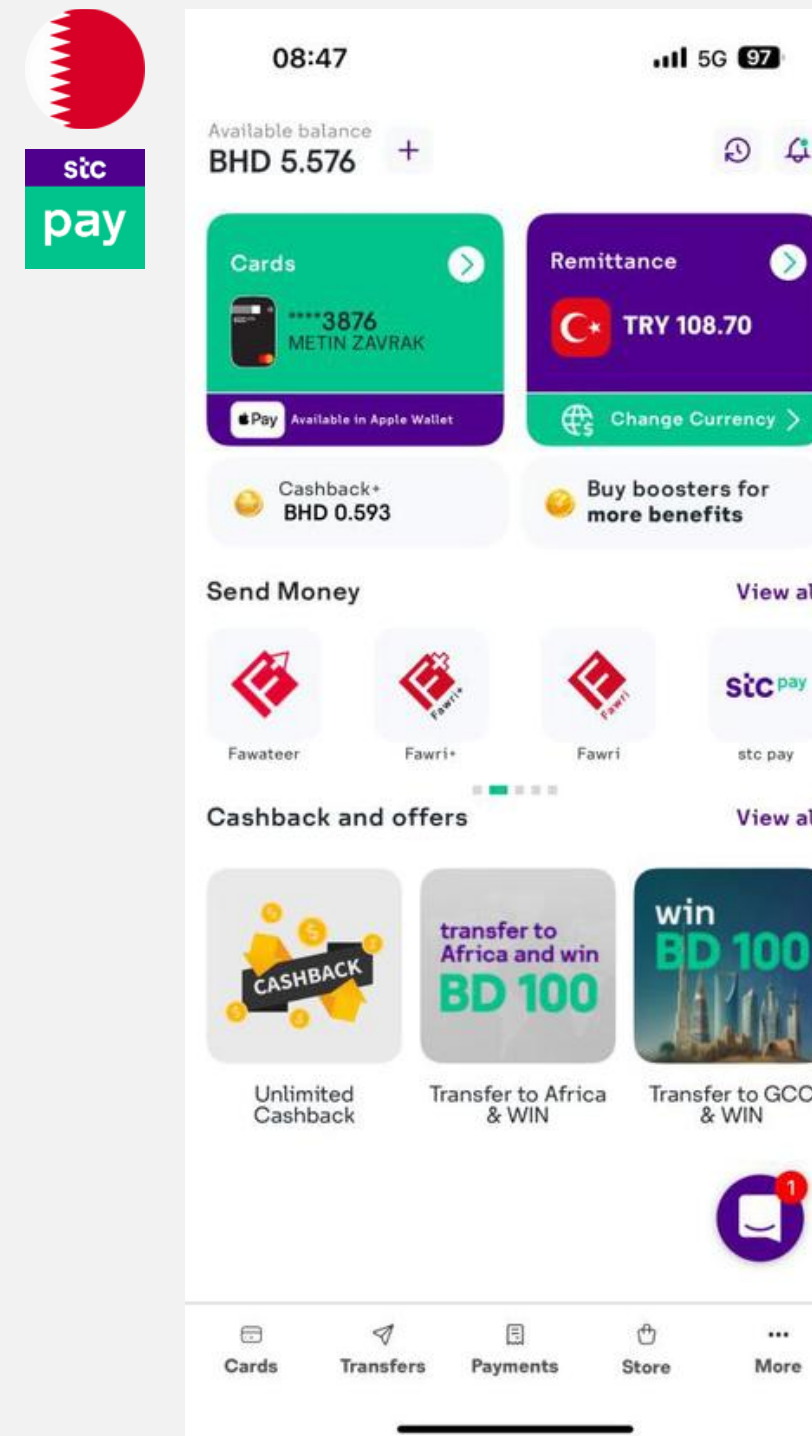 stc
pay
08:47
5G 97
Available balance
BHD 5.576 +
Cards
****3876
METIN ZAVRAK
Pay Available in Apple Wallet
Remittance
TRY 108.70
Change Currency
Cashback+
BHD 0.593
Buy boosters for
more benefits
Send Money
View al
Fawri+
Fawri
stc pay
Fawateer
Fawri+
Fawri
stc pay
Cashback and offers
View al
CASHBACK
transfer to
Africa and win
BD 100
win
BD 100
Unlimited
Cashback
Transfer to Africa
& WIN
Transfer to GCC
& WIN
1
Cards
Transfers
Payments
Store
More